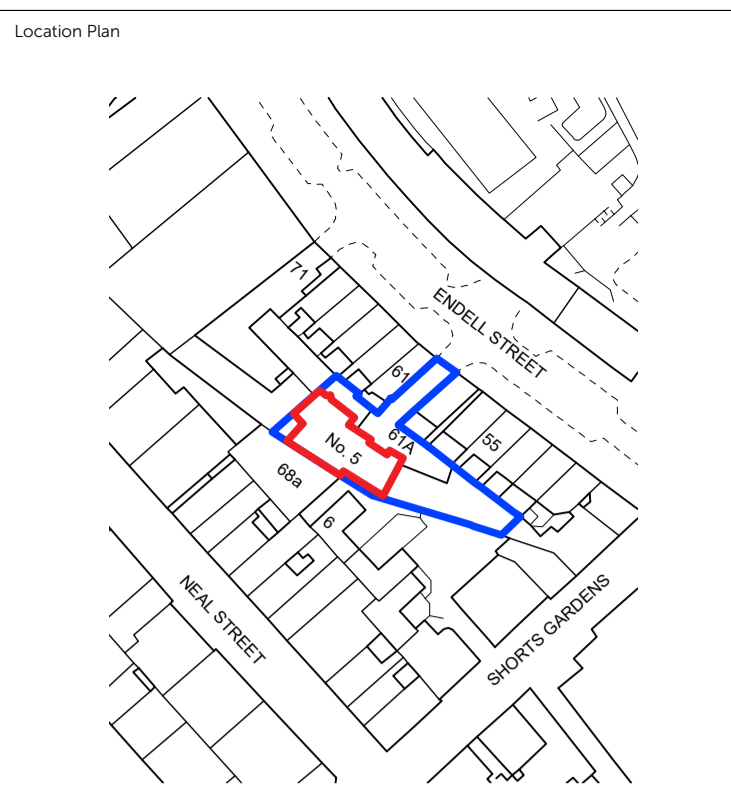 Location Plan
71
ENDELL STREET
61
61A
55
No. 5
68a
6
NEAL STREET
SHORTS GARDENS